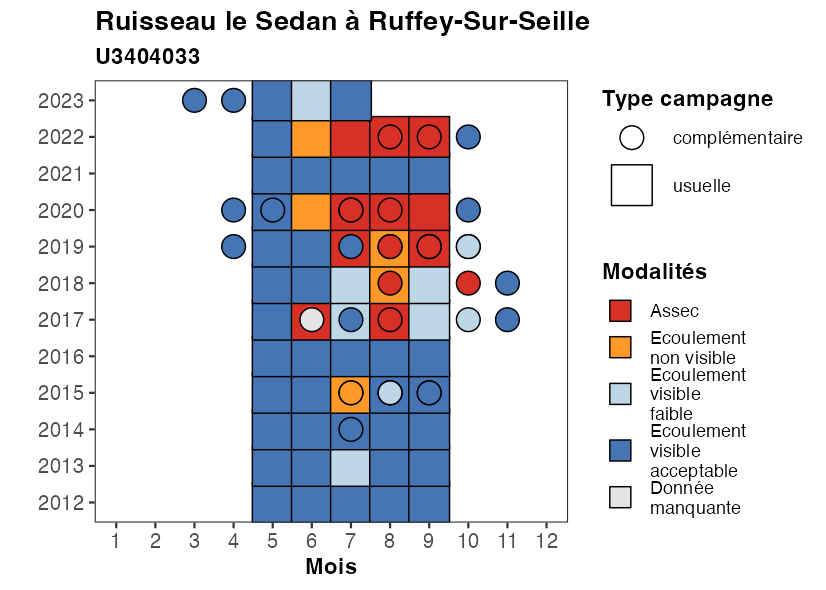 Ruisseau le Sedan à Ruffey-Sur-Seille
U3404033
2023
2022
2021
2020
2019
2018
2017
2016
2015
2014
2013
2012
1 2 3 4 5 6 7 8 9 10 11 12
Mois
Type campagne
complémentaire
usuelle
Modalités
Assec
Ecoulement
non visible
Ecoulement
visible
faible
Ecoulement
visible
acceptable
Donnée
manquante